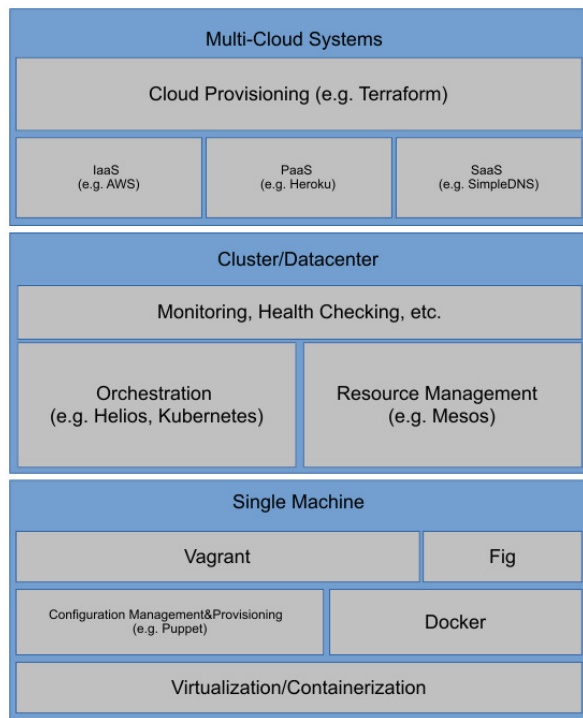 Multi-Cloud Systems
Cloud Provisioning (e.g. Terraform)
IaaS
(e.g. AWS)
PaaS
(e.g. Heroku)
SaaS
(e.g. SimpleDNS)
Cluster/Datacenter
Monitoring, Health Checking, etc.
Orchestration
(e.g. Helios, Kubernetes)
Resource Management
(e.g. Mesos)
Single Machine
Vagrant
Fig
Configuration Management&Provisioning
(e.g. Puppet)
Docker
Virtualization/Containerization